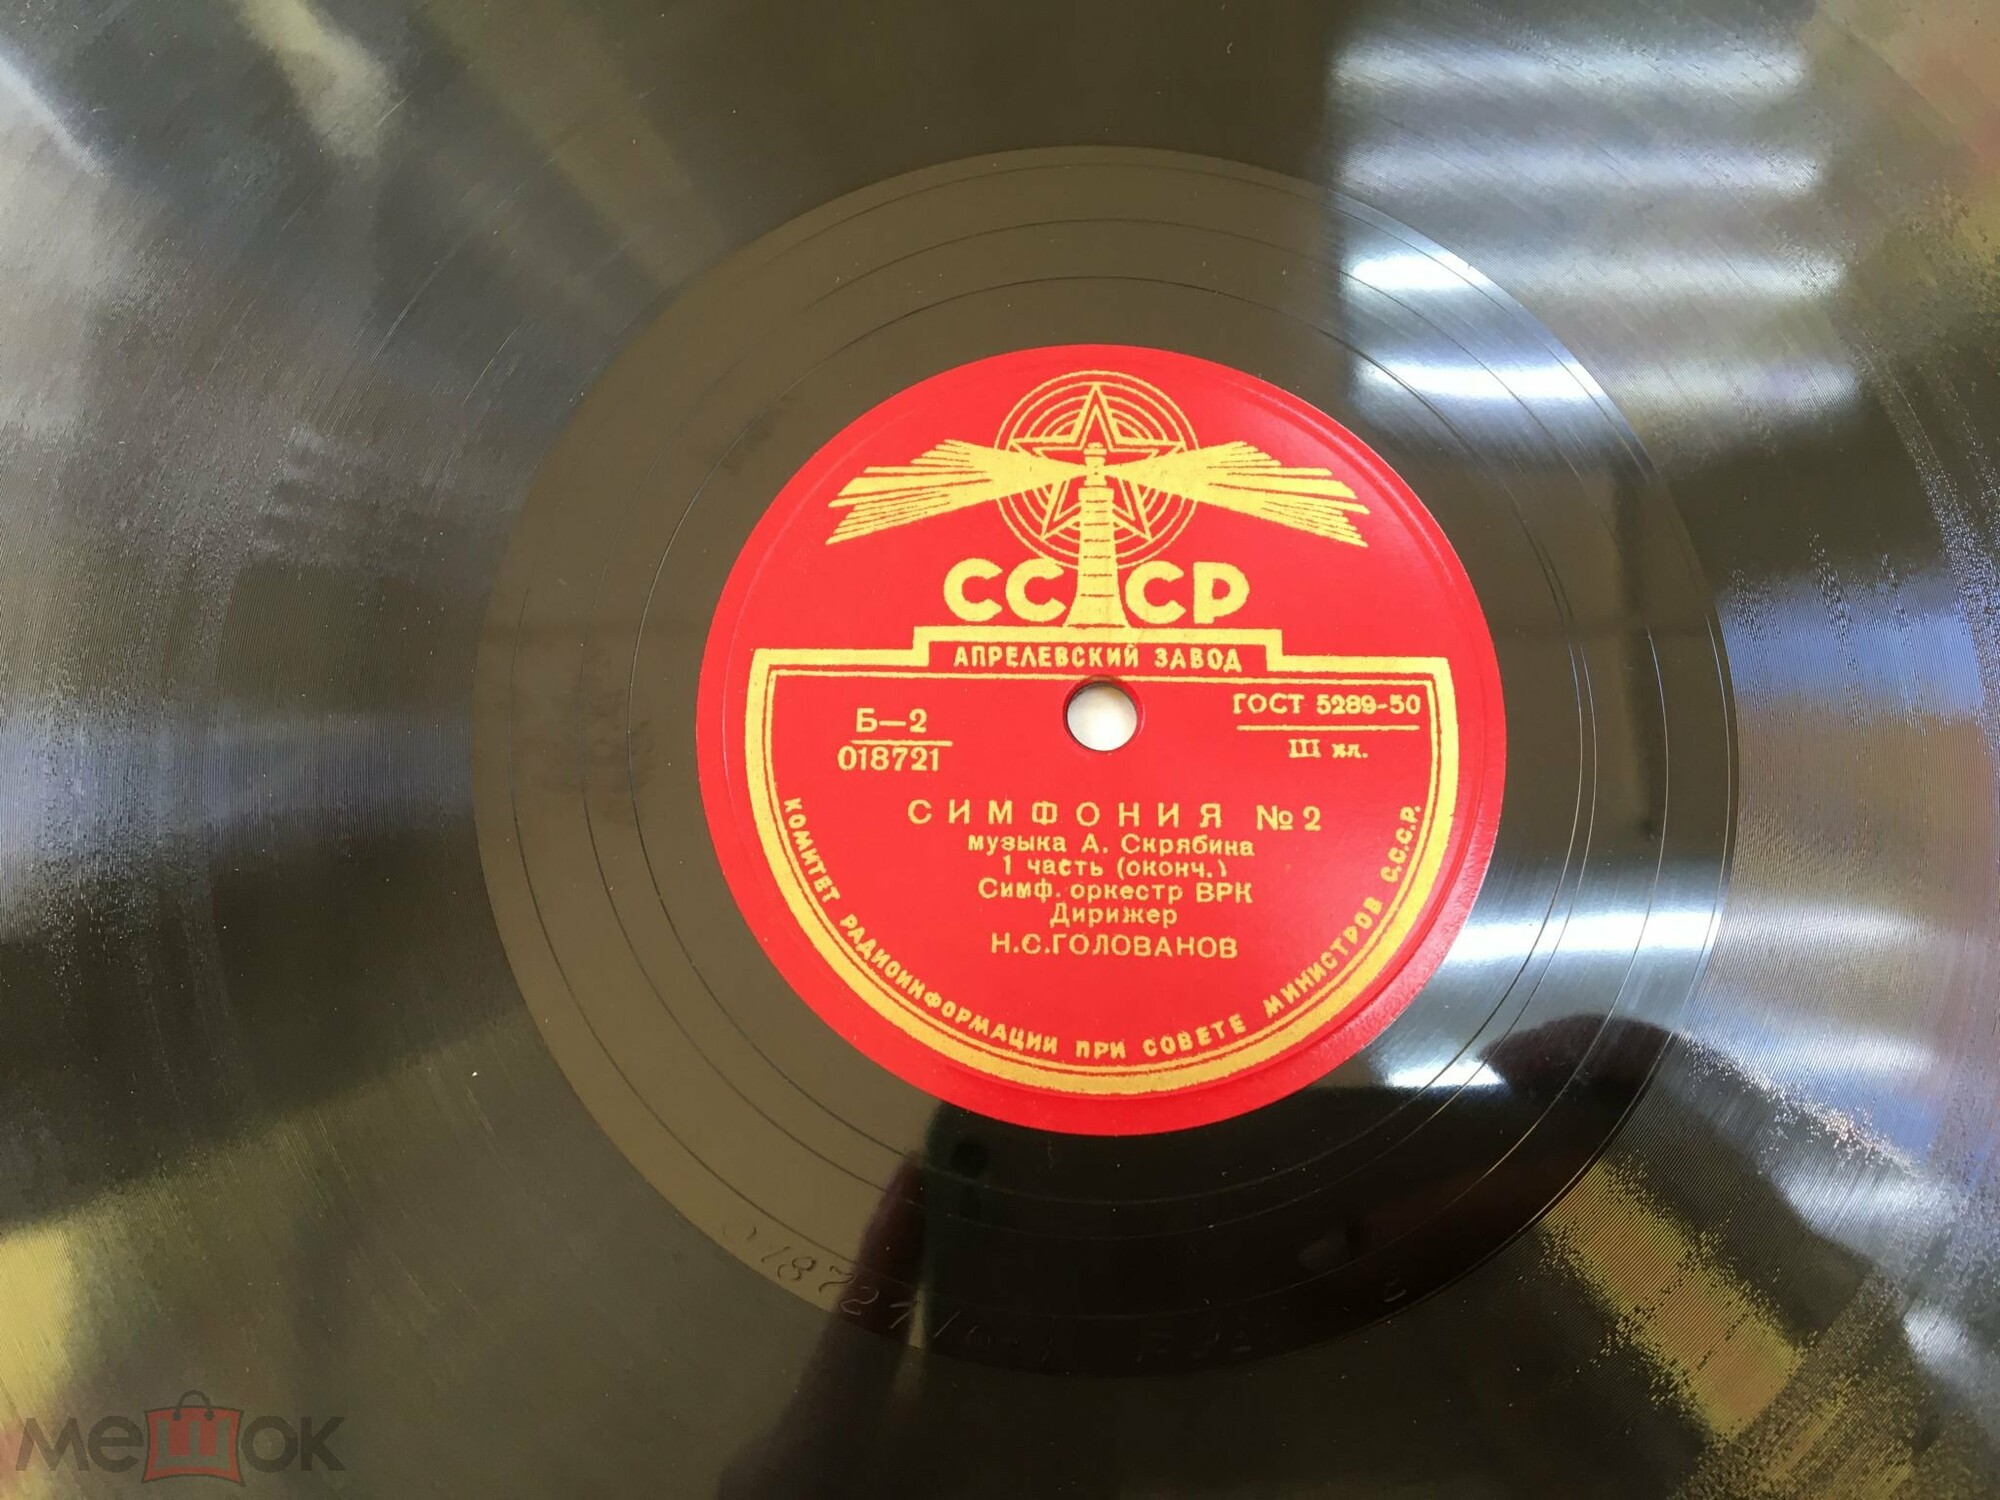 СССР
АПРЕЛЕВСКИЙ ЗАВОД
Б—2
018721
ГОСТ 5289-50
III кл.
СИМФОНИЯ №2
музыка А. Скрябина
1 часть (оконч.)
Симф. оркестр ВРК
Дирижер
Н.С.ГОЛОВАНОВ
КОМИТЕТ РАДИОИНФОРМАЦИИ ПРИ СОВЕТЕ МИНИСТРОВ С.С.С.Р.
018721
мешок